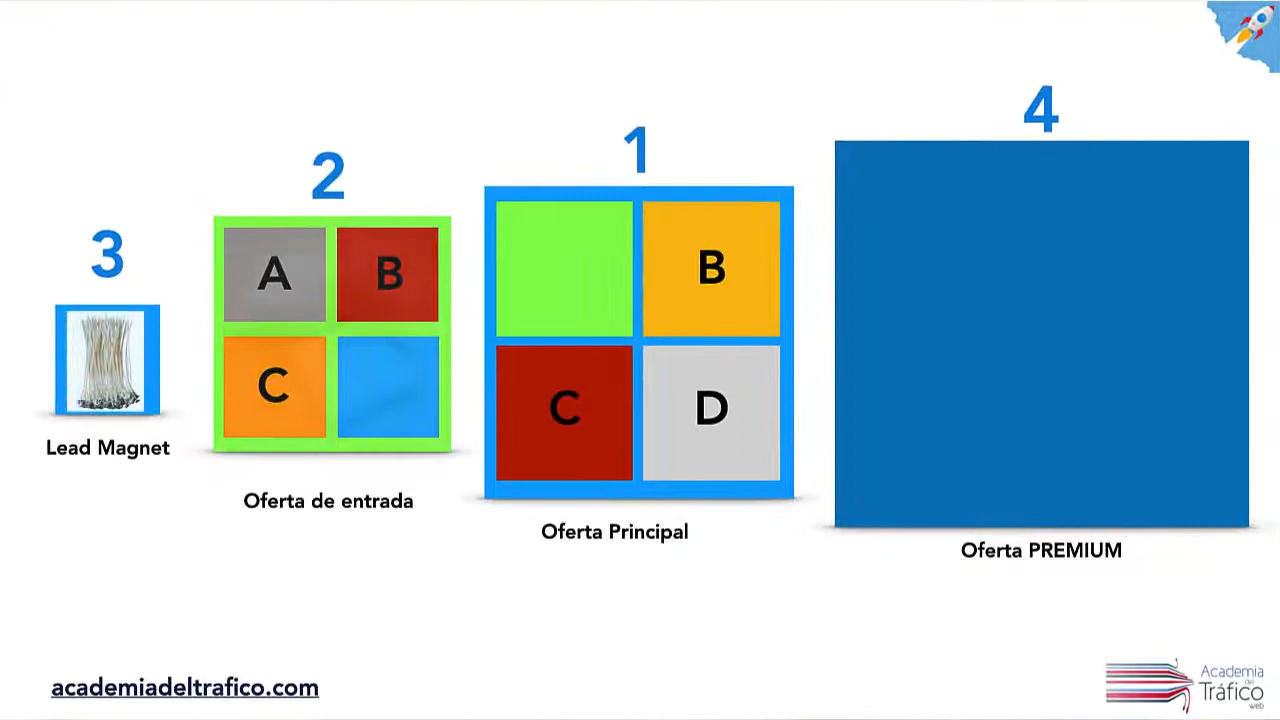 4
1
2
3
A
B
C
B
C
D
Lead Magnet
Oferta de entrada
Oferta Principal
Oferta PREMIUM
academiadeltrafico.com
Academia
del
Tráfico
web